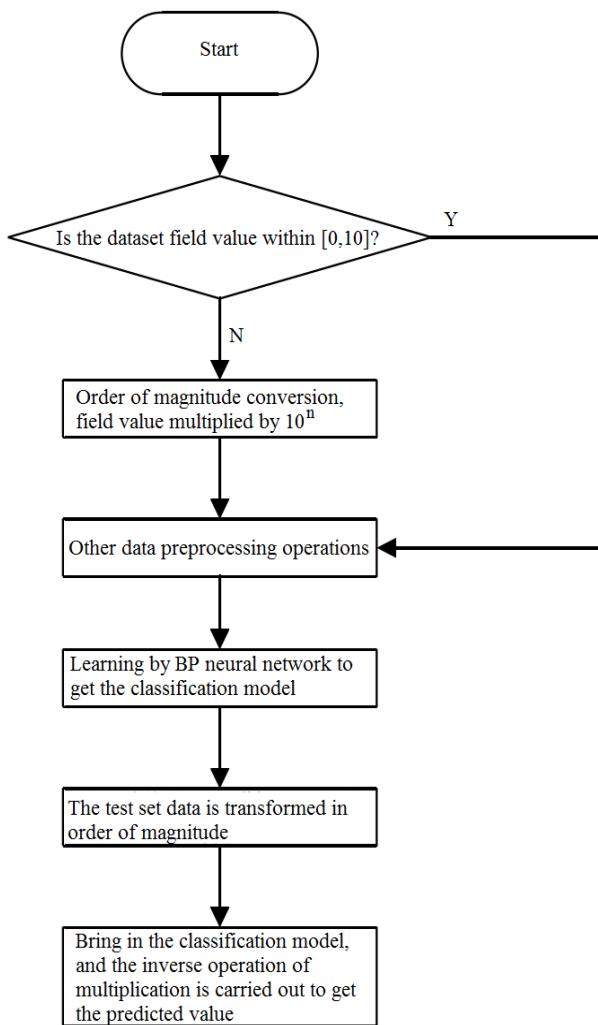 Start
Is the dataset field value within [0,10]?
Y
N
Order of magnitude conversion,
field value multiplied by 10ⁿ
Other data preprocessing operations
Learning by BP neural network to
get the classification model
The test set data is transformed in
order of magnitude
Bring in the classification model,
and the inverse operation of
multiplication is carried out to get
the predicted value